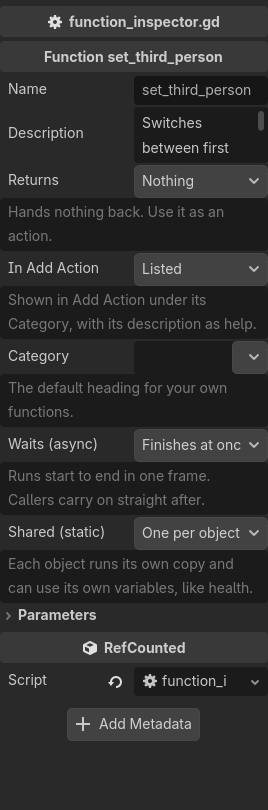 function_inspector.gd
Function set_third_person
Name set_third_person
Description Switches
between first
Returns Nothing
Hands nothing back. Use it as an
action.
In Add Action Listed
Shown in Add Action under its
Category, with its description as help.
Category
The default heading for your own
functions.
Waits (async) Finishes at onc
Runs start to end in one frame.
Callers carry on straight after.
Shared (static) One per object
Each object runs its own copy and
can use its own variables, like health.
Parameters
RefCounted
Script function_i
Add Metadata